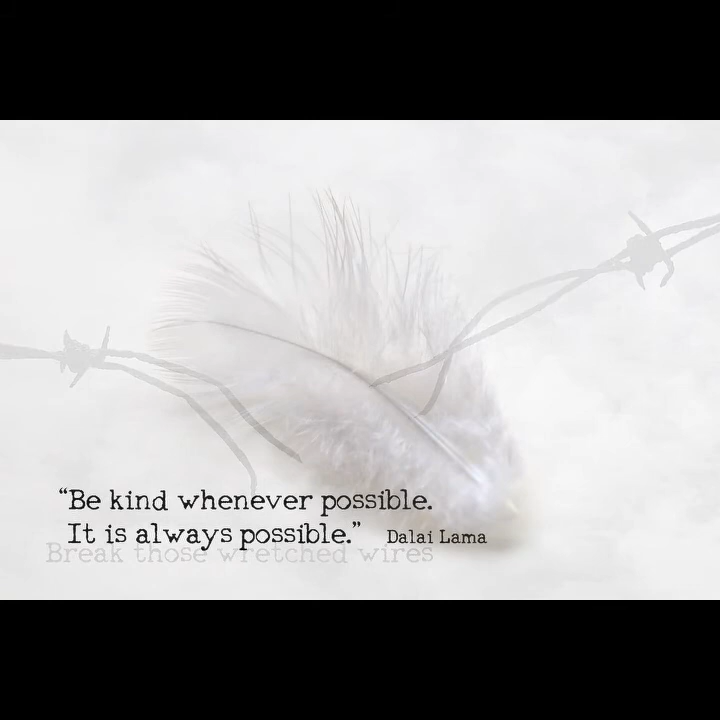 “Be kind whenever possible.
It is always possible.” Dalai Lama
Break those wretched wires